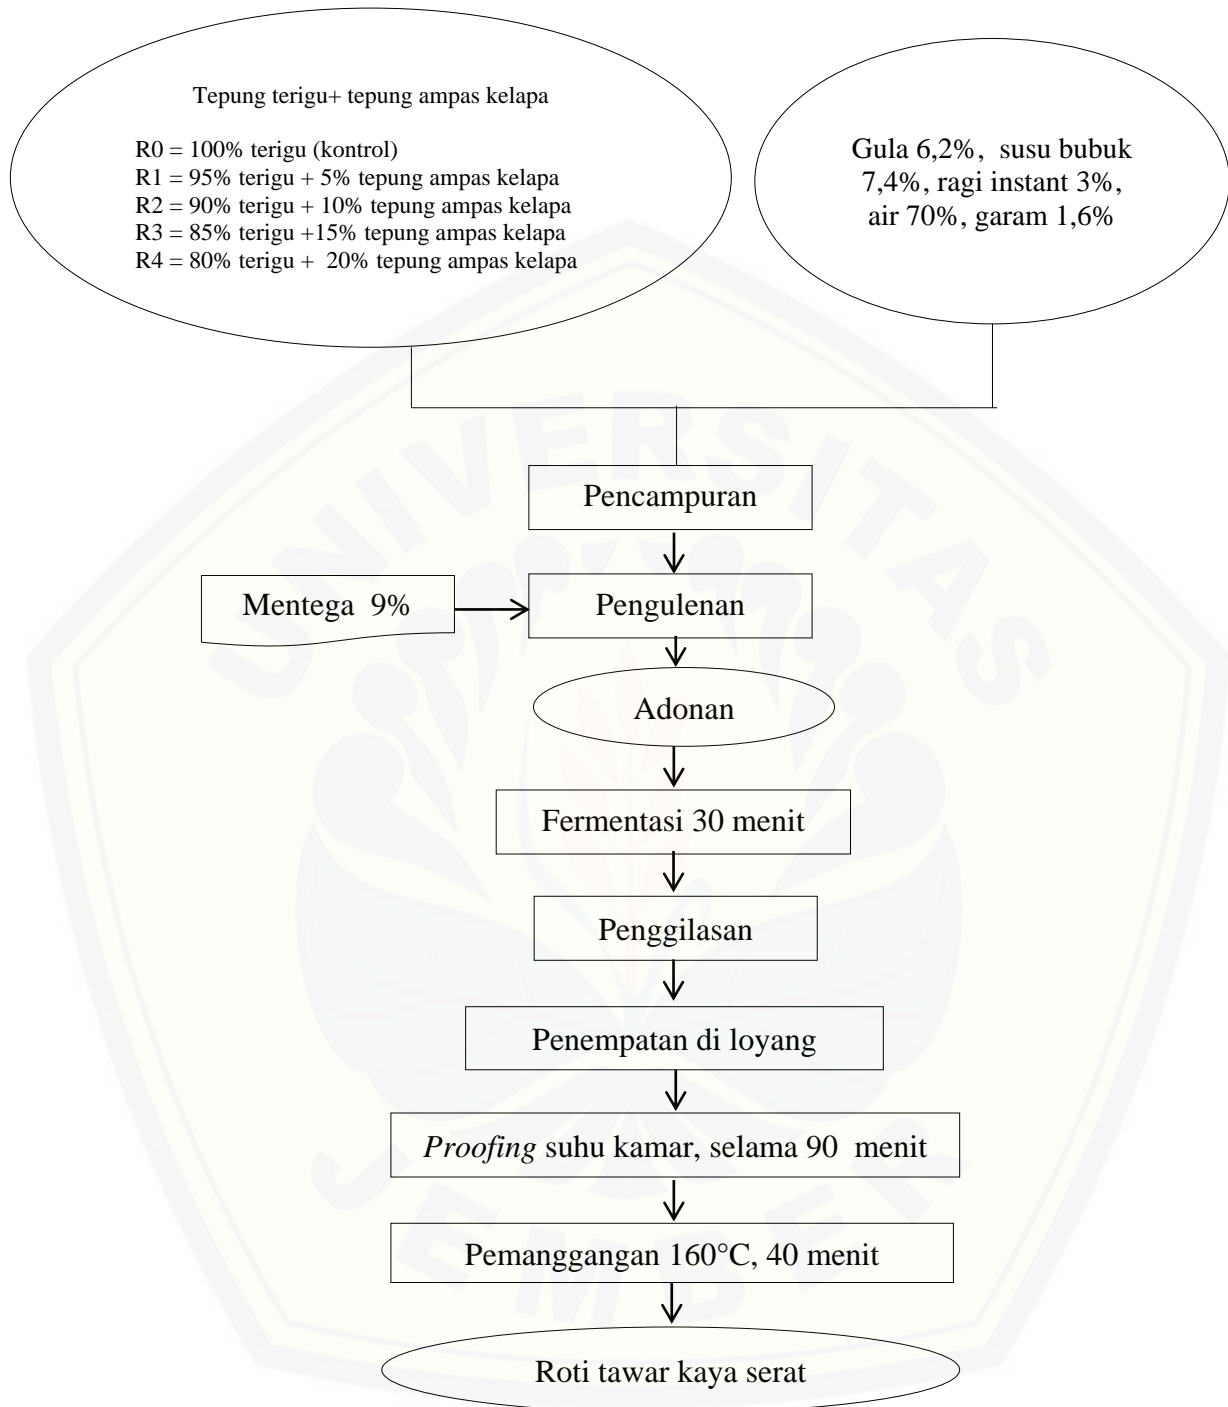 Tepung terigu+ tepung ampas kelapa
R0 = 100% terigu (kontrol)
R1 = 95% terigu + 5% tepung ampas kelapa
R2 = 90% terigu + 10% tepung ampas kelapa
R3 = 85% terigu +15% tepung ampas kelapa
R4 = 80% terigu + 20% tepung ampas kelapa
Gula 6,2%, susu bubuk
7,4%, ragi instant 3%,
air 70%, garam 1,6%
Pencampuran
Mentega 9%
Pengulenan
Adonan
Fermentasi 30 menit
Penggilasan
Penempatan di loyang
Proofing suhu kamar, selama 90 menit
Pemanggangan 160°C, 40 menit
Roti tawar kaya serat
UNIVERSITAS
JEMBER